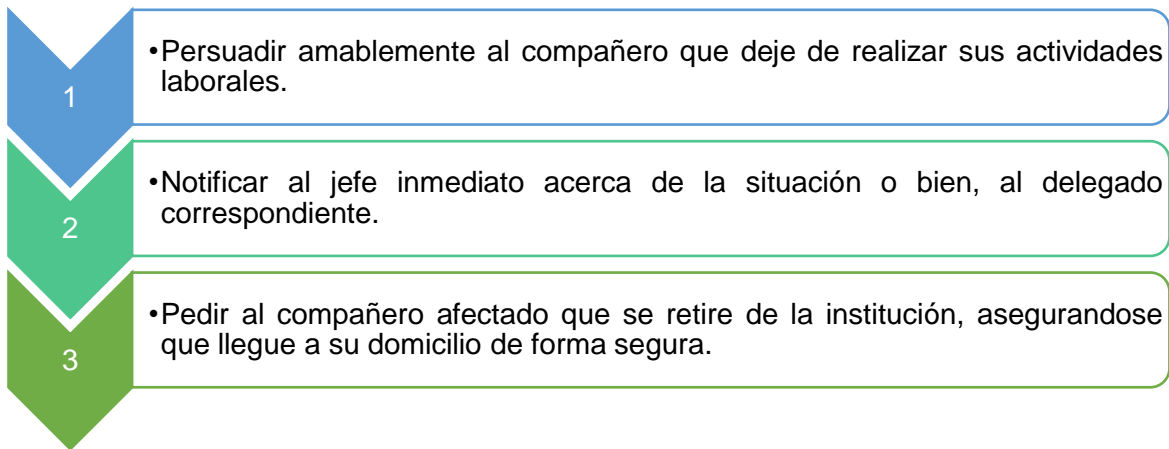 1
•Persuadir amablemente al compañero que deje de realizar sus actividades
laborales.
2
•Notificar al jefe inmediato acerca de la situación o bien, al delegado
correspondiente.
3
•Pedir al compañero afectado que se retire de la institución, asegurandose
que llegue a su domicilio de forma segura.